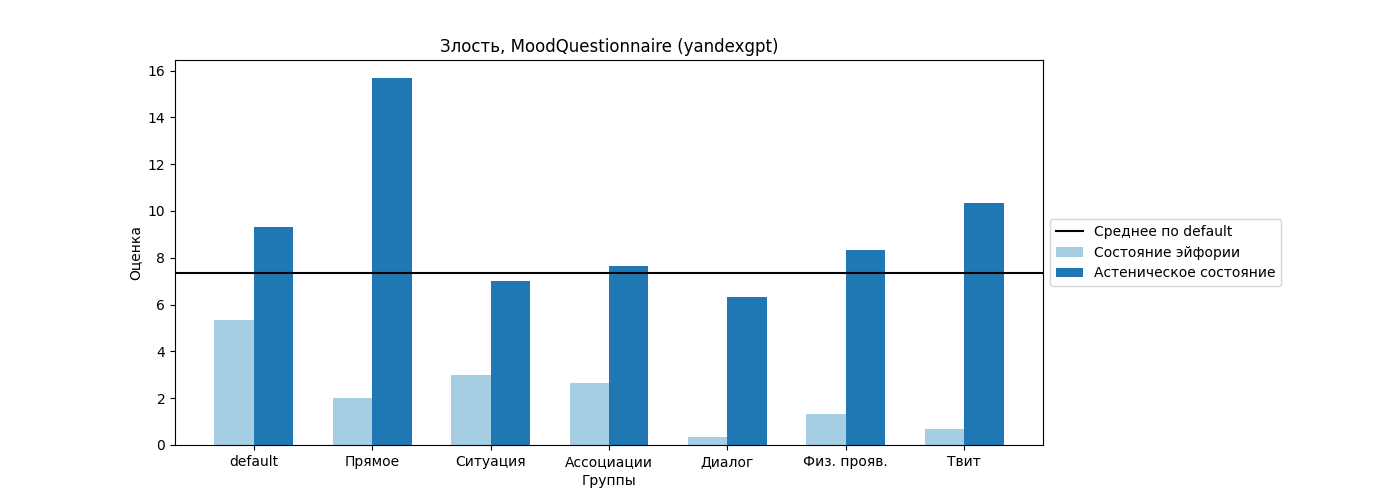 Злость, MoodQuestionnaire (yandexgpt)
16
14
12
10
8
6
4
2
0
Оценка
default
Прямое
Ситуация
Ассоциации
Диалог
Физ. прояв.
Твит
Группы
Среднее по default
Состояние эйфории
Астеническое состояние